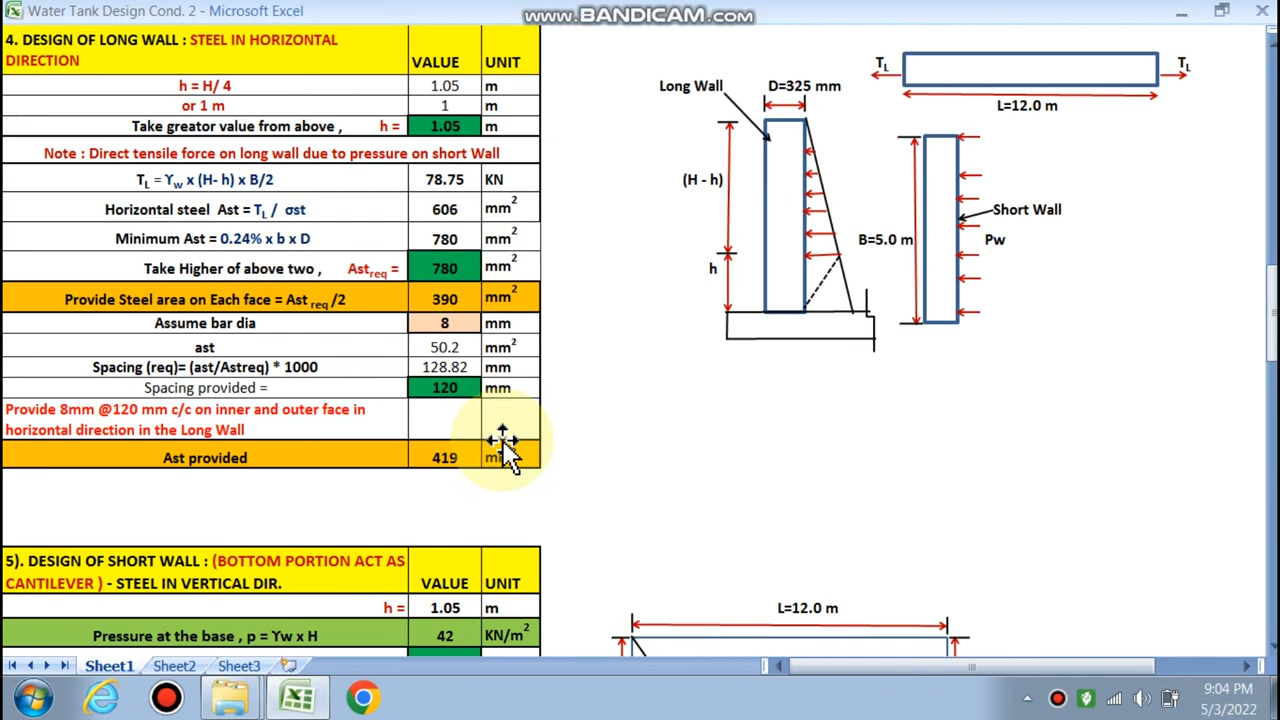 Water Tank Design Cond. 2 - Microsoft Excel
www.BANDICAM.com
4. DESIGN OF LONG WALL : STEEL IN HORIZONTAL
DIRECTION
VALUE UNIT
h = H/ 4 1.05 m
or 1 m 1 m
Take greator value from above , h = 1.05 m
Note : Direct tensile force on long wall due to pressure on short Wall
TL = ϒw x (H- h) x B/2 78.75 KN
Horizontal steel Ast = TL / σst 606 mm2
Minimum Ast = 0.24% x b x D 780 mm2
Take Higher of above two , Astreq = 780 mm2
Provide Steel area on Each face = Ast req /2 390 mm2
Assume bar dia 8 mm
ast 50.2 mm2
Spacing (req)= (ast/Astreq) * 1000 128.82 mm
Spacing provided = 120 mm
Provide 8mm @120 mm c/c on inner and outer face in
horizontal direction in the Long Wall
Ast provided 419
5). DESIGN OF SHORT WALL : (BOTTOM PORTION ACT AS
CANTILEVER ) - STEEL IN VERTICAL DIR.
VALUE UNIT
h = 1.05 m
Pressure at the base , p = ϒw x H 42 KN/m2
Long Wall
D=325 mm
(H - h)
h
TL
TL
L=12.0 m
Short Wall
B=5.0 m
Pw
L=12.0 m
Sheet1 Sheet2 Sheet3
9:04 PM
5/3/2022